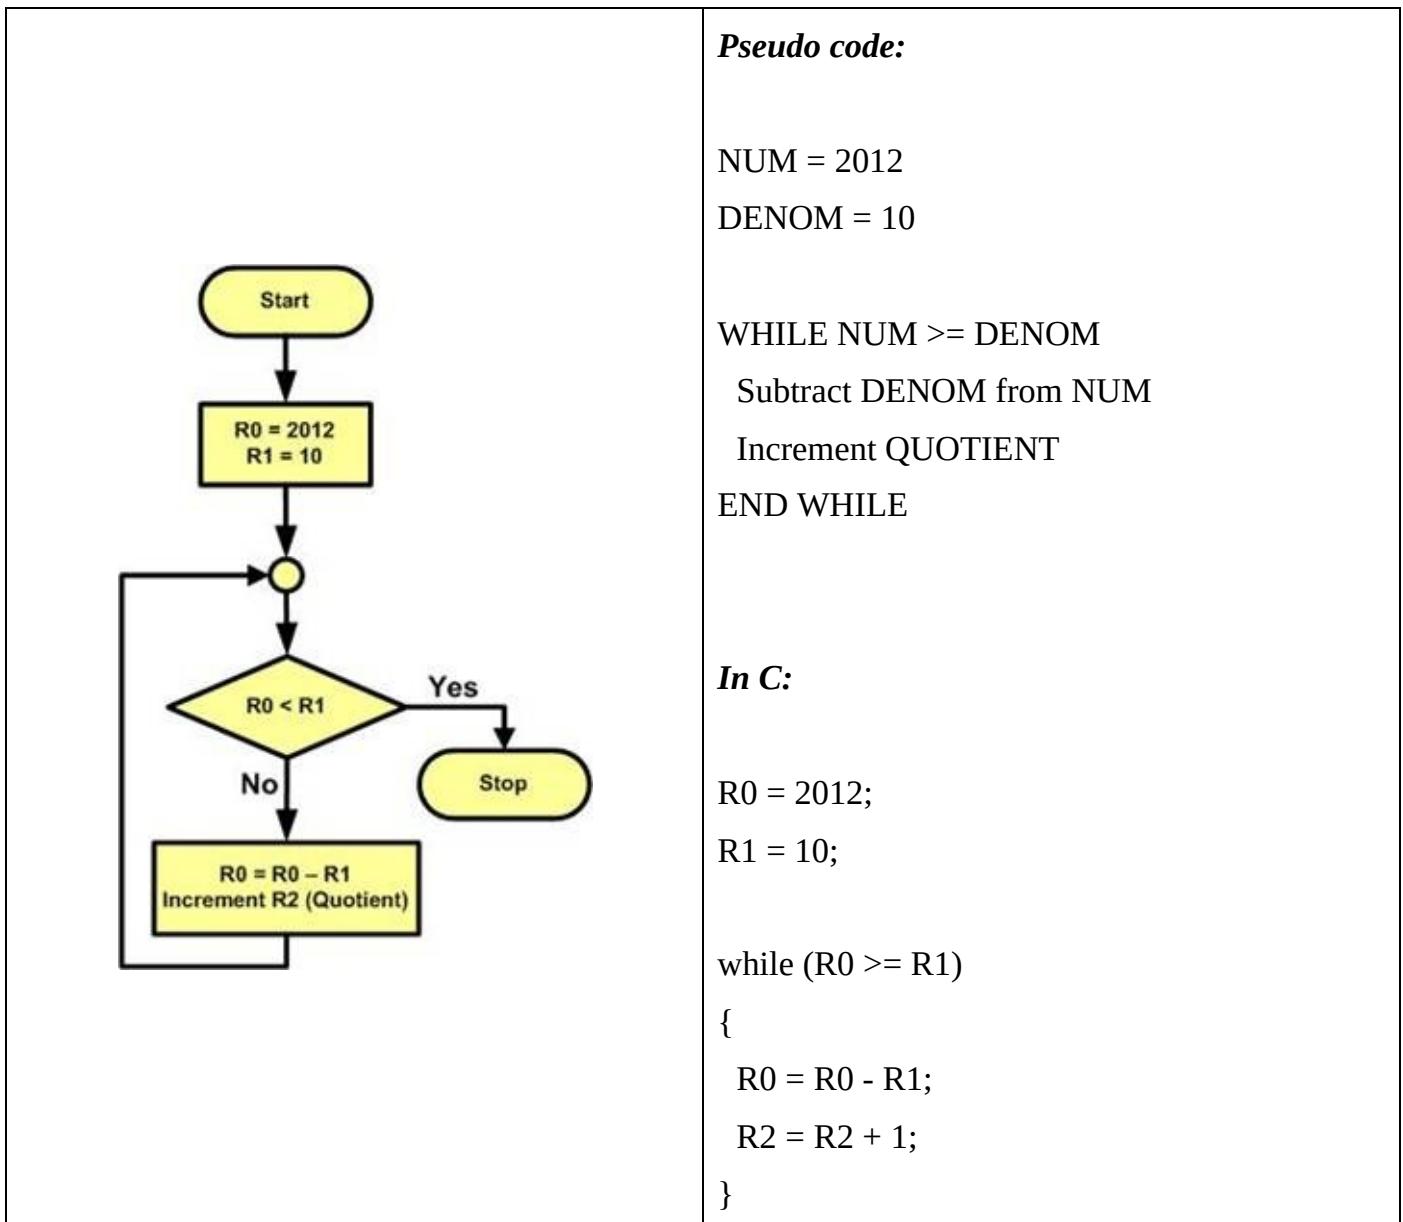 Start
R0 = 2012
R1 = 10
R0 < R1
Yes
No
Stop
R0 = R0 – R1
Increment R2 (Quotient)
Pseudo code:
NUM = 2012
DENOM = 10
WHILE NUM >= DENOM
Subtract DENOM from NUM
Increment QUOTIENT
END WHILE
In C:
R0 = 2012;
R1 = 10;
while (R0 >= R1)
{
R0 = R0 - R1;
R2 = R2 + 1;
}